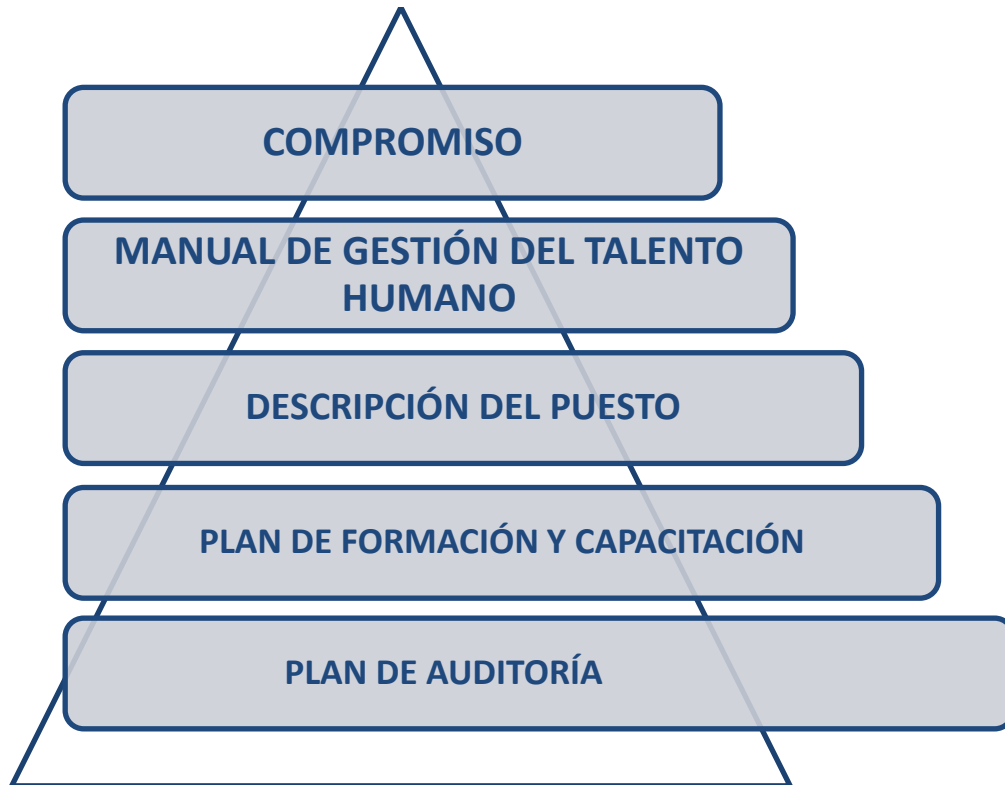 COMPROMISO
MANUAL DE GESTIÓN DEL TALENTO
HUMANO
DESCRIPCIÓN DEL PUESTO
PLAN DE FORMACIÓN Y CAPACITACIÓN
PLAN DE AUDITORÍA